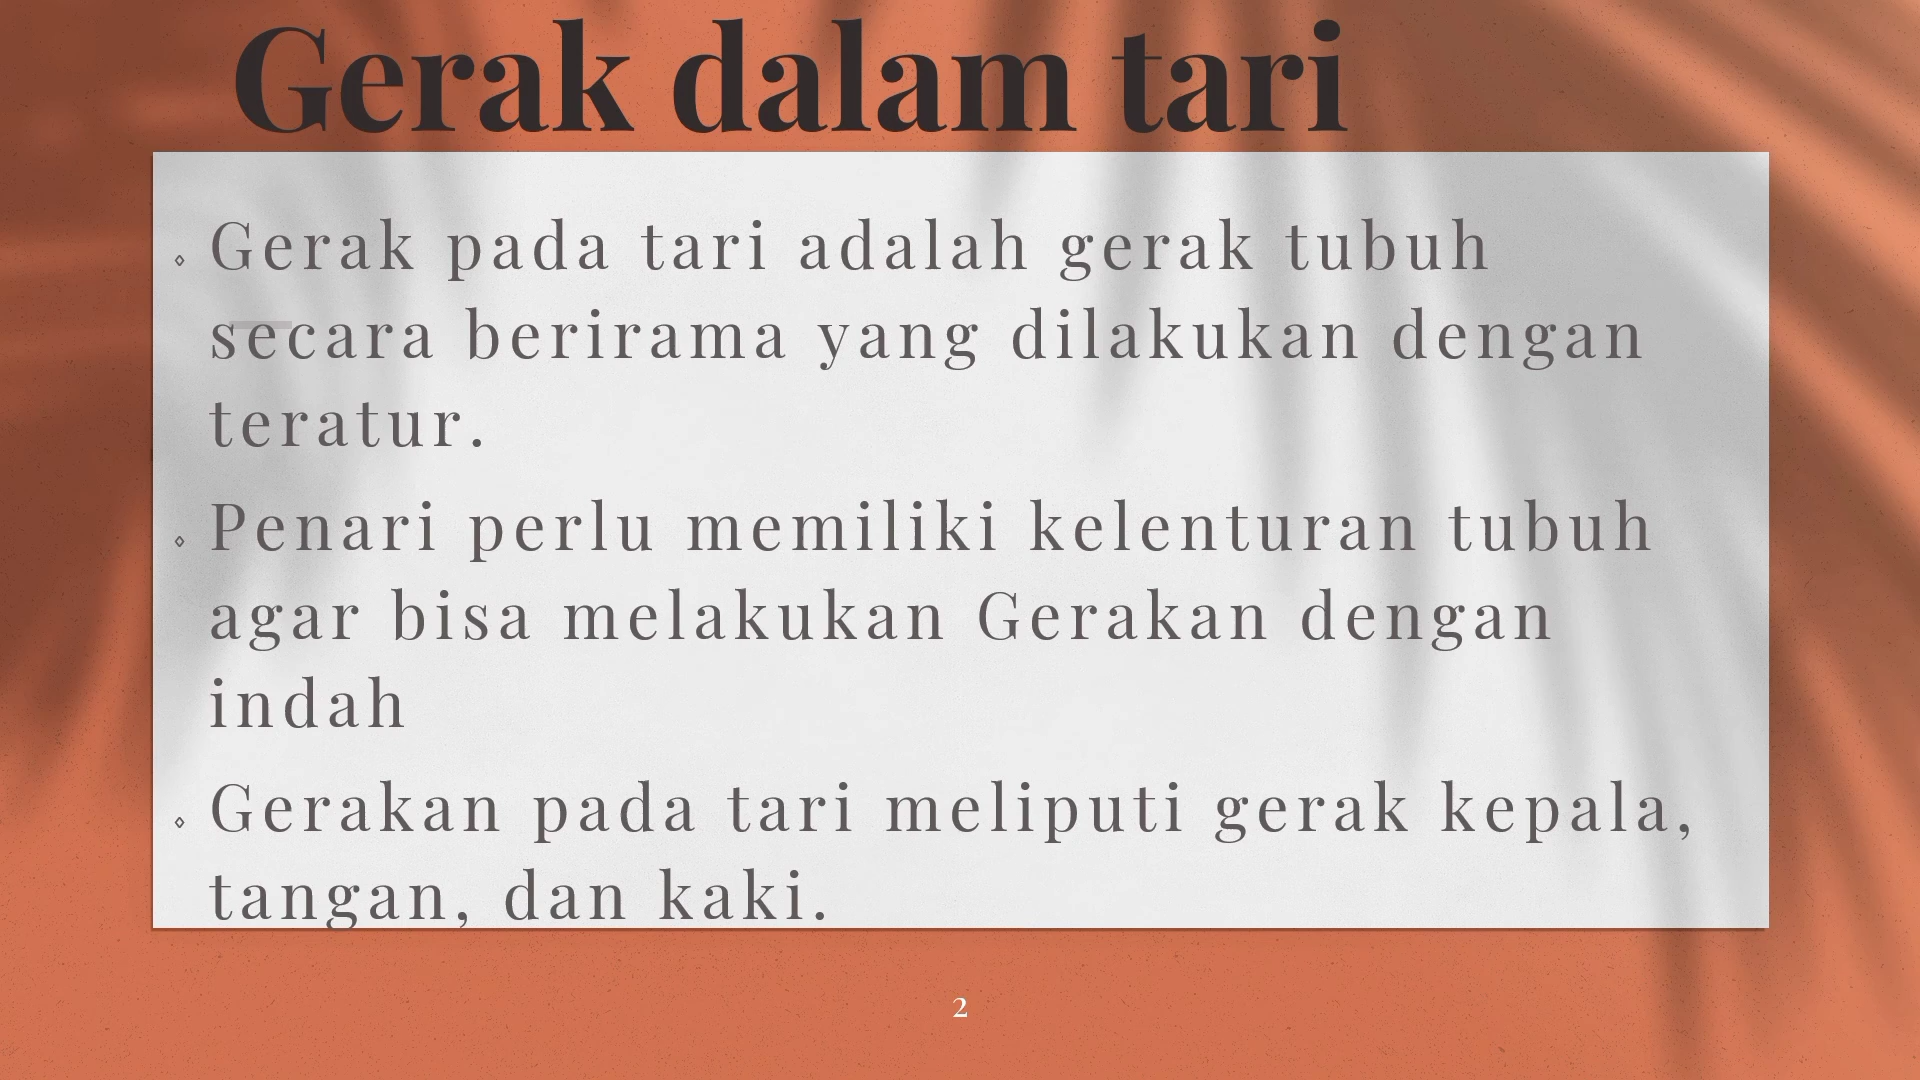 Gerak dalam tari
Gerak pada tari adalah gerak tubuh
secara berirama yang dilakukan dengan
teratur.
Penari perlu memiliki kelenturan tubuh
agar bisa melakukan Gerakan dengan
indah
Gerakan pada tari meliputi gerak kepala,
tangan, dan kaki.
2